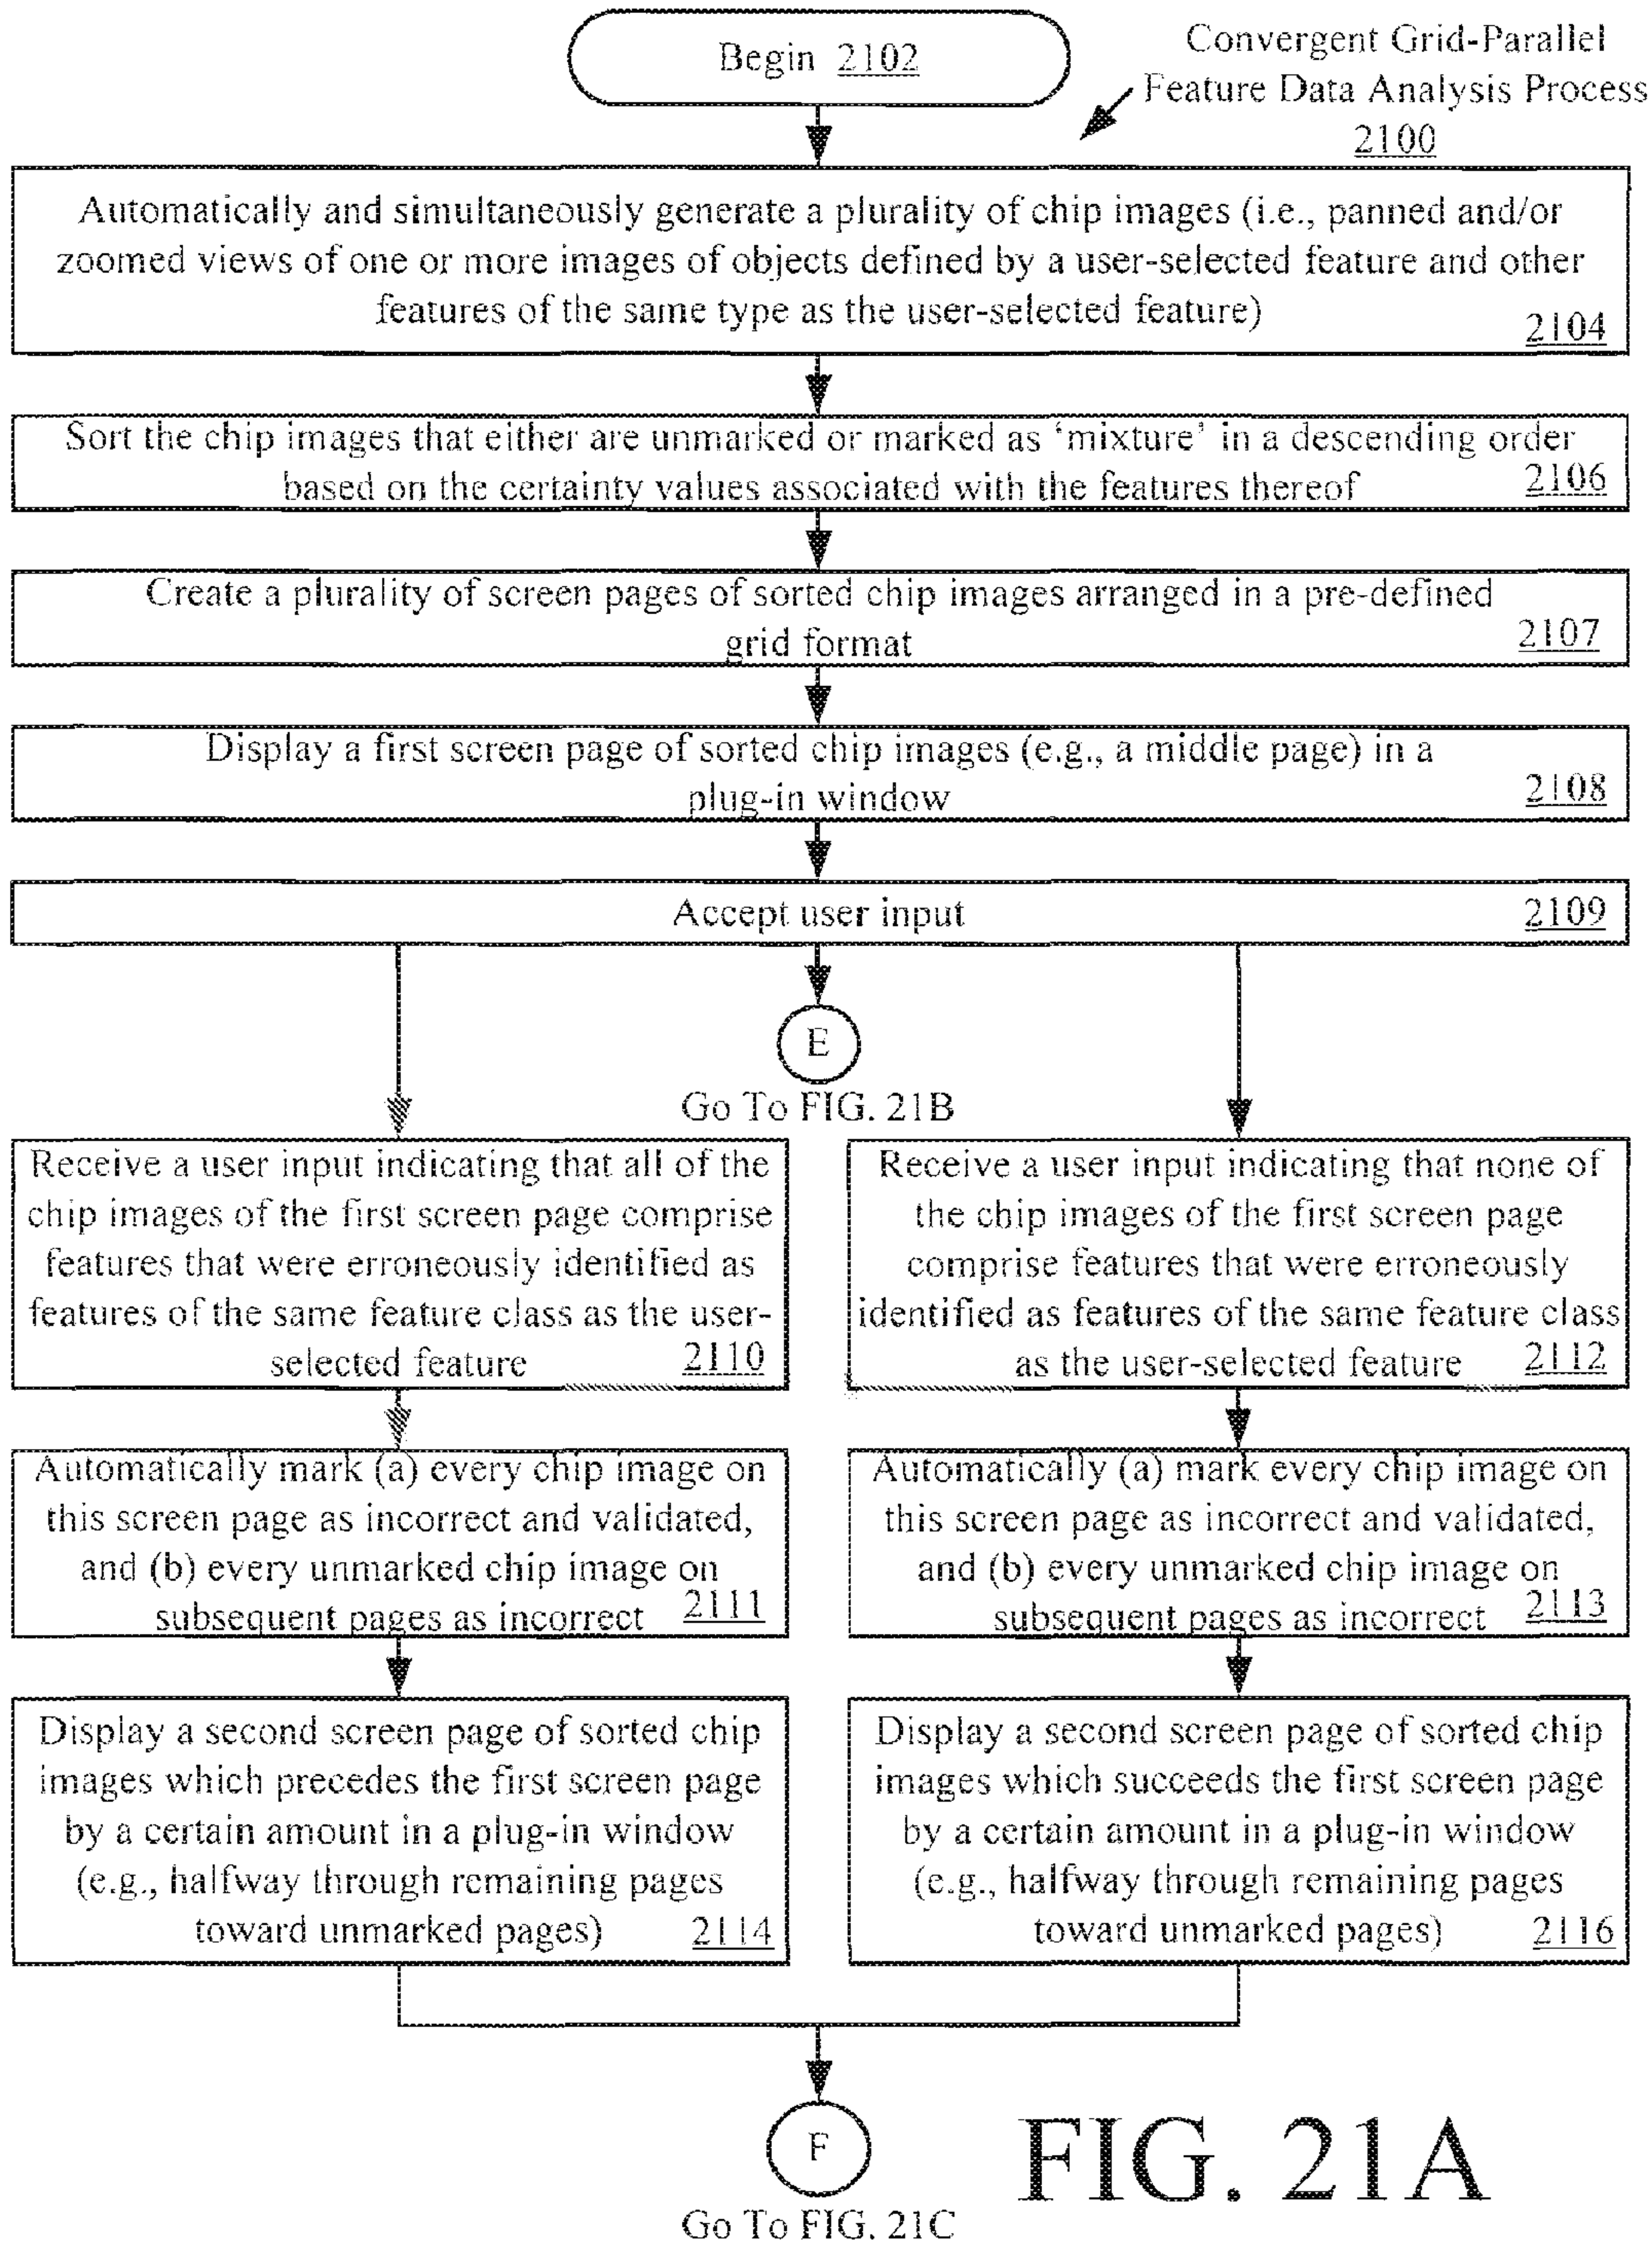 Begin 2102
Convergent Grid-Parallel
Feature Data Analysis Process
2100
Automatically and simultaneously generate a plurality of chip images (i.e., panned and/or
zoomed views of one or more images of objects defined by a user-selected feature and other
features of the same type as the user-selected feature)
2104
Sort the chip images that either are unmarked or marked as ‘mixture’ in a descending order
based on the certainty values associated with the features thereof
2106
Create a plurality of screen pages of sorted chip images arranged in a pre-defined
grid format
2107
Display a first screen page of sorted chip images (e.g., a middle page) in a
plug-in window
2108
Accept user input
2109
E
Go To FIG. 21B
Receive a user input indicating that all of the
chip images of the first screen page comprise
features that were erroneously identified as
features of the same feature class as the user-
selected feature
2110
Receive a user input indicating that none of
the chip images of the first screen page
comprise features that were erroneously
identified as features of the same feature class
as the user-selected feature
2112
Automatically mark (a) every chip image on
this screen page as incorrect and validated,
and (b) every unmarked chip image on
subsequent pages as incorrect
2111
Automatically (a) mark every chip image on
this screen page as incorrect and validated,
and (b) every unmarked chip image on
subsequent pages as incorrect
2113
Display a second screen page of sorted chip
images which precedes the first screen page
by a certain amount in a plug-in window
(e.g., halfway through remaining pages
toward unmarked pages)
2114
Display a second screen page of sorted chip
images which succeeds the first screen page
by a certain amount in a plug-in window
(e.g., halfway through remaining pages
toward unmarked pages)
2116
F
Go To FIG. 21C
FIG. 21A